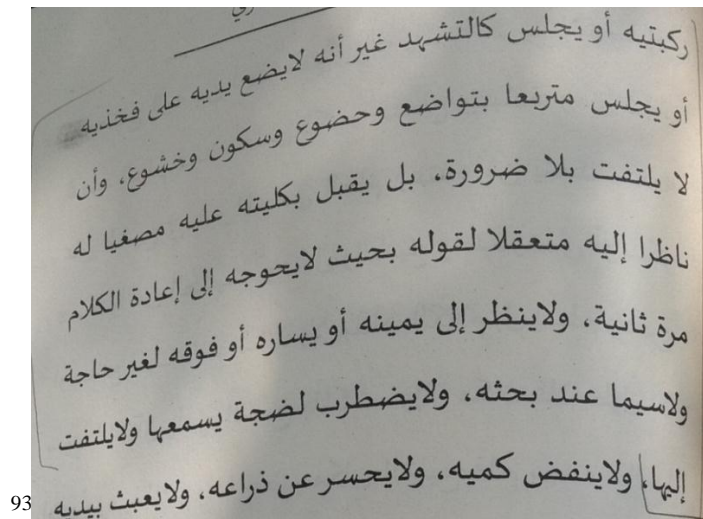 ركبتيه أو يجلس كالتشهد غير أنه لايضع يديه على فخذيه
أو يجلس متربعا بتواضع وحضوع وسكون وخشوع، وأن
لا يلتفت بلا ضرورة، بل يقبل بكليته عليه مصغيا له
ناظرا إليه متعقلا لقوله بحيث لايحوجه إلى إعادة الكلام
مرة ثانية، ولاينظر إلى يمينه أو يساره أو فوقه لغير حاجة
ولاسيما عند بحثه، ولايضطرب لضجة يسمعها ولايلتفت
إليها، ولاينفض كميه، ولايحسر عن ذراعه، ولايعبث بيديه
93